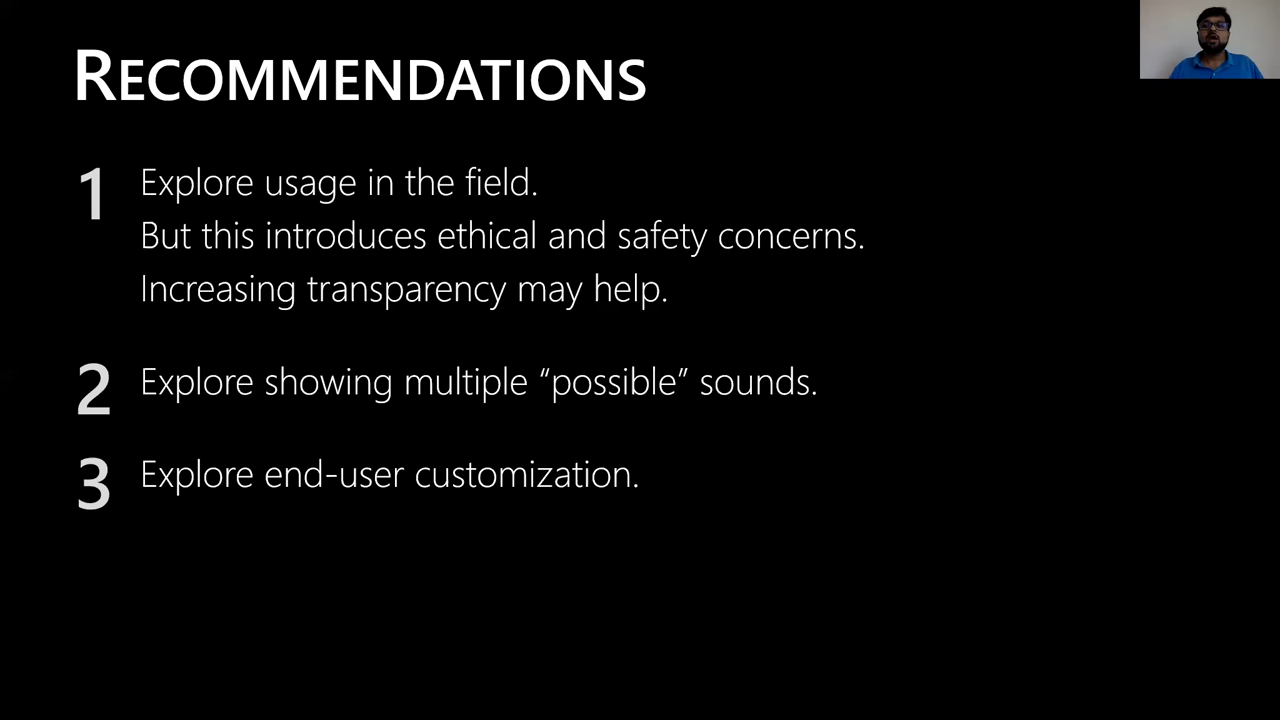 RECOMMENDATIONS
1 Explore usage in the field.
But this introduces ethical and safety concerns.
Increasing transparency may help.
2 Explore showing multiple “possible” sounds.
3 Explore end-user customization.